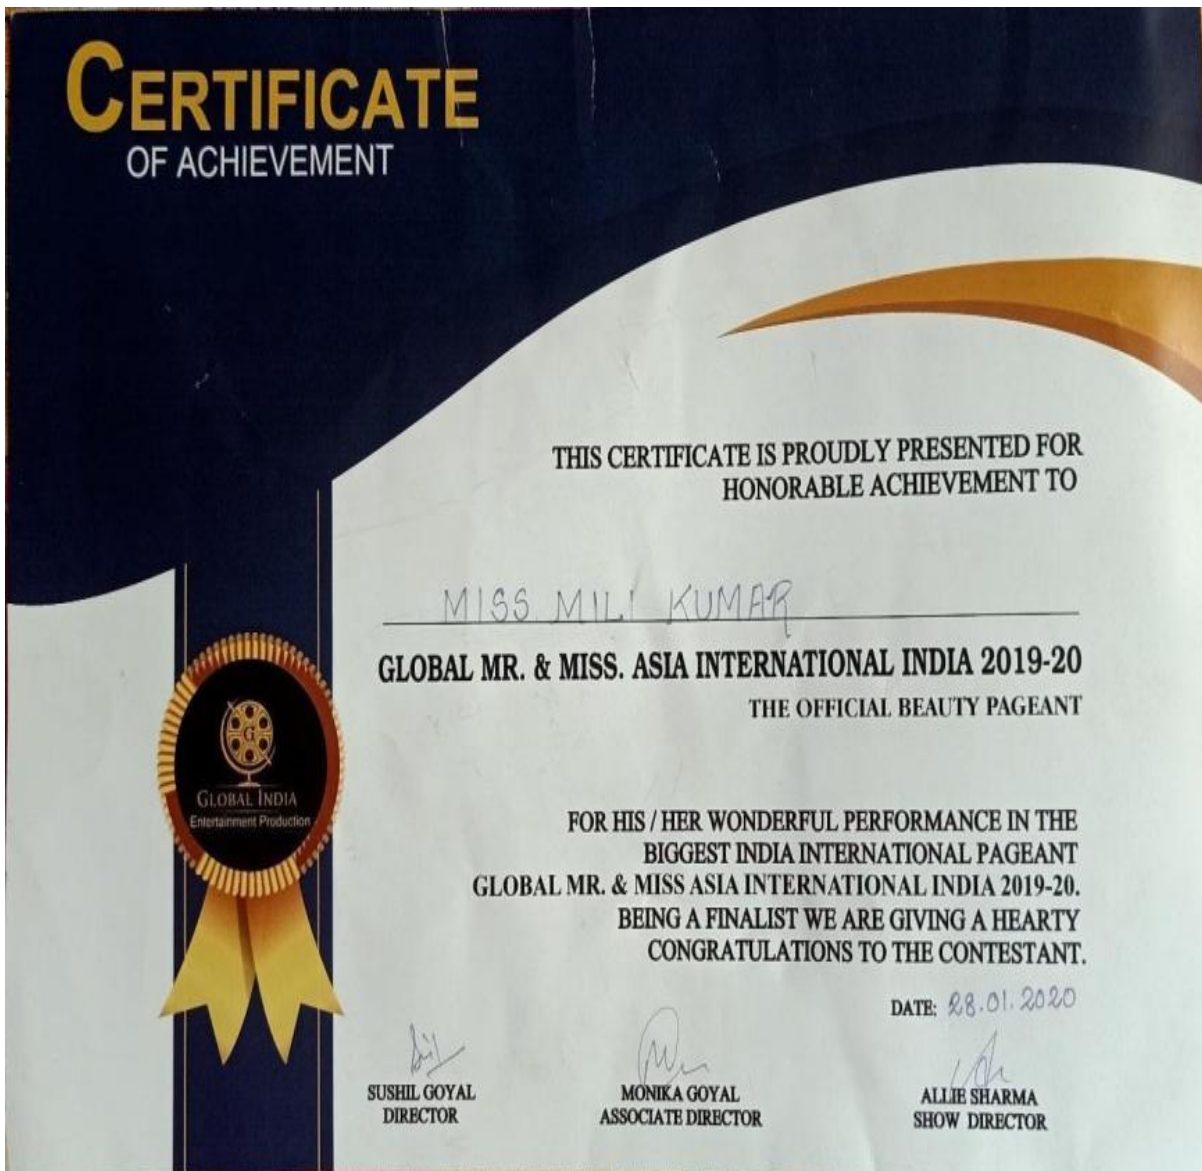 CERTIFICATE
OF ACHIEVEMENT
THIS CERTIFICATE IS PROUDLY PRESENTED FOR
HONORABLE ACHIEVEMENT TO
MISS. MILI KUMAR
GLOBAL MR. & MISS. ASIA INTERNATIONAL INDIA 2019-20
THE OFFICIAL BEAUTY PAGEANT
G
GLOBAL INDIA
Entertainment Production
FOR HIS / HER WONDERFUL PERFORMANCE IN THE
BIGGEST INDIA INTERNATIONAL PAGEANT
GLOBAL MR. & MISS ASIA INTERNATIONAL INDIA 2019-20.
BEING A FINALIST WE ARE GIVING A HEARTY
CONGRATULATIONS TO THE CONTESTANT.
DATE: 28.01.2020
SUSHIL GOYAL
DIRECTOR
MONIKA GOYAL
ASSOCIATE DIRECTOR
ALLIE SHARMA
SHOW DIRECTOR